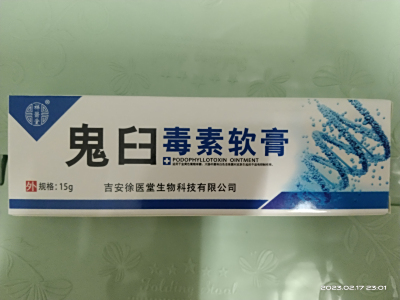 鬼臼毒素软膏
PODOPHYLLOTOXIN OINTMENT
外 规格:15g
吉安徐医堂生物科技有限公司
2023.02.17 23:01